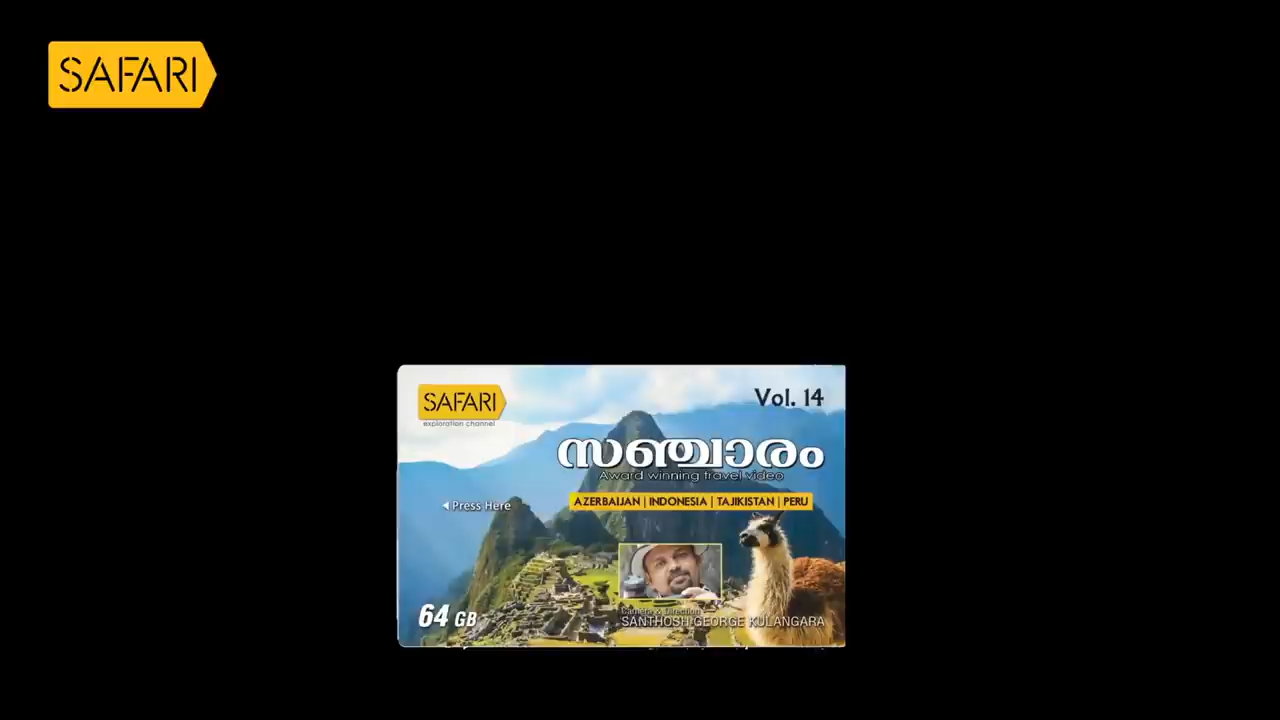 SAFARI
SAFARI
exploration channel
Vol. 14
സഞ്ചാരം
Award winning travel video
AZERBAIJAN | INDONESIA | TAJIKISTAN | PERU
Press Here
64 GB
Camera & Direction
SANTHOSH GEORGE KULANGARA